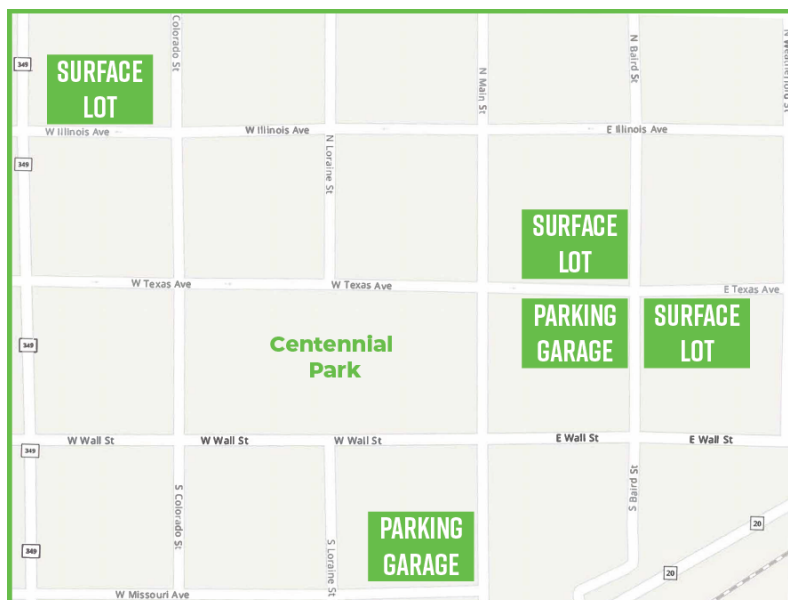 Colorado St
N Main St
N Baird St
N Weatherford St
349
SURFACE
LOT
W Illinois Ave
W Illinois Ave
E Illinois Ave
N Loraine St
349
SURFACE
LOT
W Texas Ave
W Texas Ave
E Texas Ave
PARKING
GARAGE
SURFACE
LOT
Centennial
Park
349
W Wall St
W Wall St
W Wall St
E Wall St
E Wall St
349
S Colorado St
S Baird St
PARKING
GARAGE
20
349
S Loraine St
20
W Missouri Ave